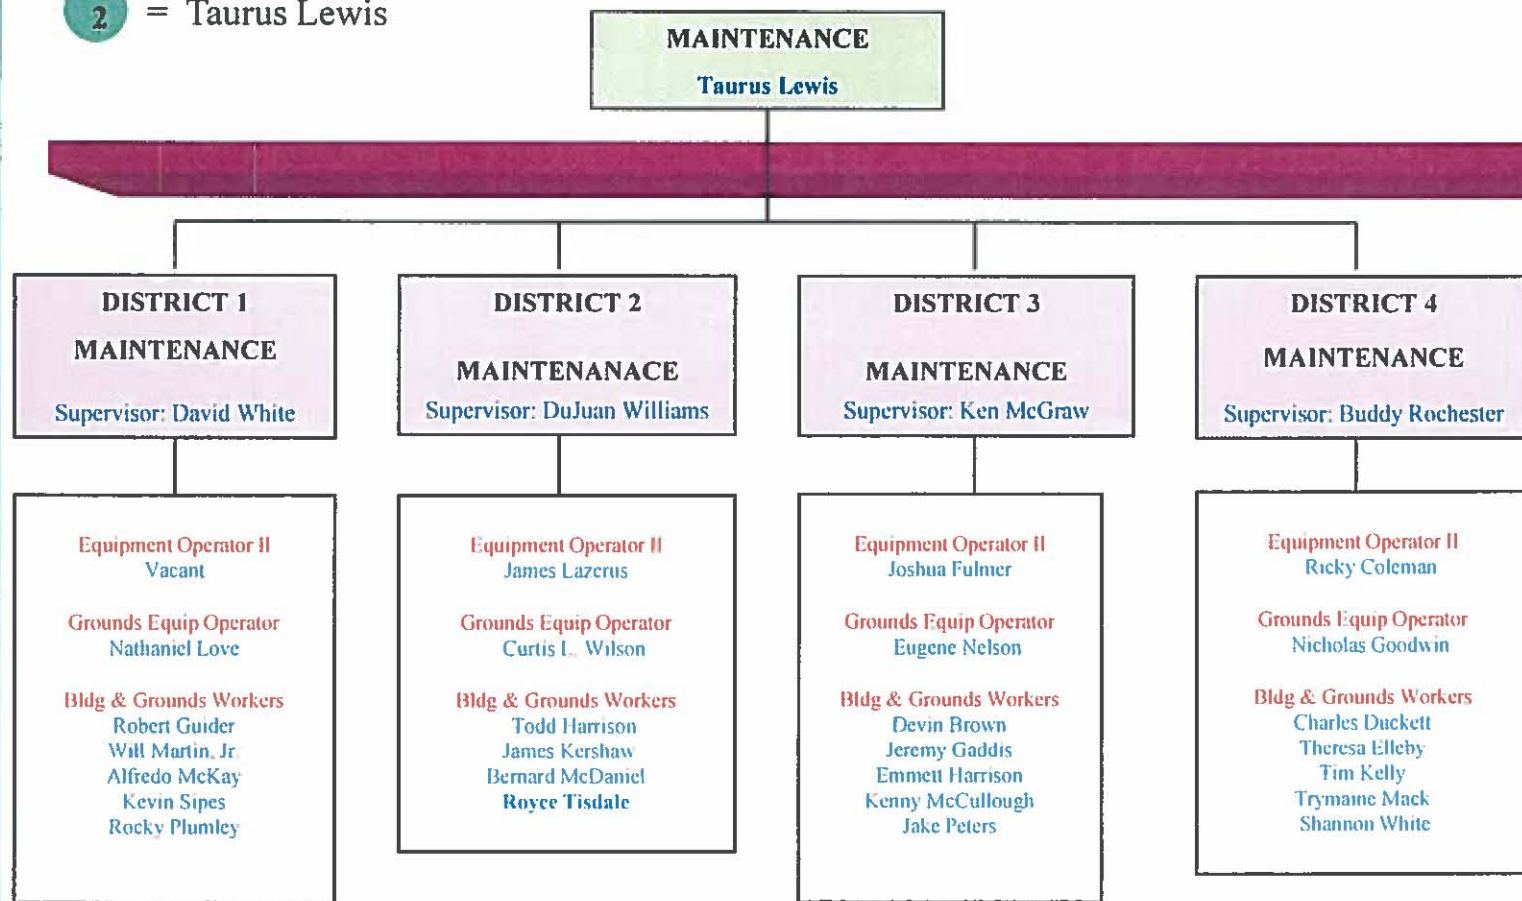 2 = Taurus Lewis
MAINTENANCE
Taurus Lewis
DISTRICT 1
MAINTENANCE
Supervisor: David White
DISTRICT 2
MAINTENANACE
Supervisor: DuJuan Williams
DISTRICT 3
MAINTENANCE
Supervisor: Ken McGraw
DISTRICT 4
MAINTENANCE
Supervisor: Buddy Rochester
Equipment Operator II
Vacant
Grounds Equip Operator
Nathaniel Love
Bldg & Grounds Workers
Robert Guider
Will Martin, Jr.
Alfredo McKay
Kevin Sipes
Rocky Plumley
Equipment Operator II
James Lazerus
Grounds Equip Operator
Curtis L. Wilson
Bldg & Grounds Workers
Todd Harrison
James Kershaw
Bernard McDaniel
Royce Tisdale
Equipment Operator II
Joshua Fulmer
Grounds Equip Operator
Eugene Nelson
Bldg & Grounds Workers
Devin Brown
Jeremy Gaddis
Emmett Harrison
Kenny McCullough
Jake Peters
Equipment Operator II
Ricky Coleman
Grounds Equip Operator
Nicholas Goodwin
Bldg & Grounds Workers
Charles Duckett
Theresa Elleby
Tim Kelly
Trymaine Mack
Shannon White